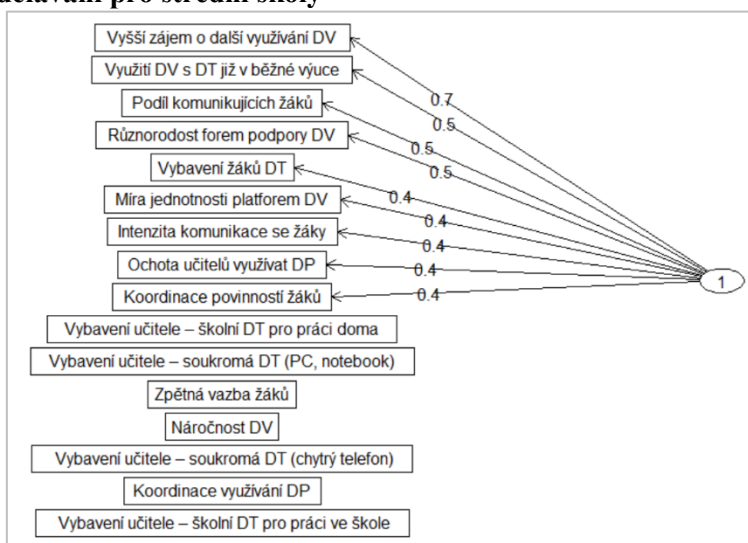 vzdělávání pro střední školy
Vyšší zájem o další využívání DV
Využití DV s DT již v běžné výuce
Podíl komunikujících žáků
Různorodost forem podpory DV
Vybavení žáků DT
Míra jednotnosti platforem DV
Intenzita komunikace se žáky
Ochota učitelů využívat DP
Koordinace povinností žáků
Vybavení učitele – školní DT pro práci doma
Vybavení učitele – soukromá DT (PC, notebook)
Zpětná vazba žáků
Náročnost DV
Vybavení učitele – soukromá DT (chytrý telefon)
Koordinace využívání DP
Vybavení učitele – školní DT pro práci ve škole
0.7
0.5
0.5
0.5
0.4
0.4
0.4
0.4
0.4
1